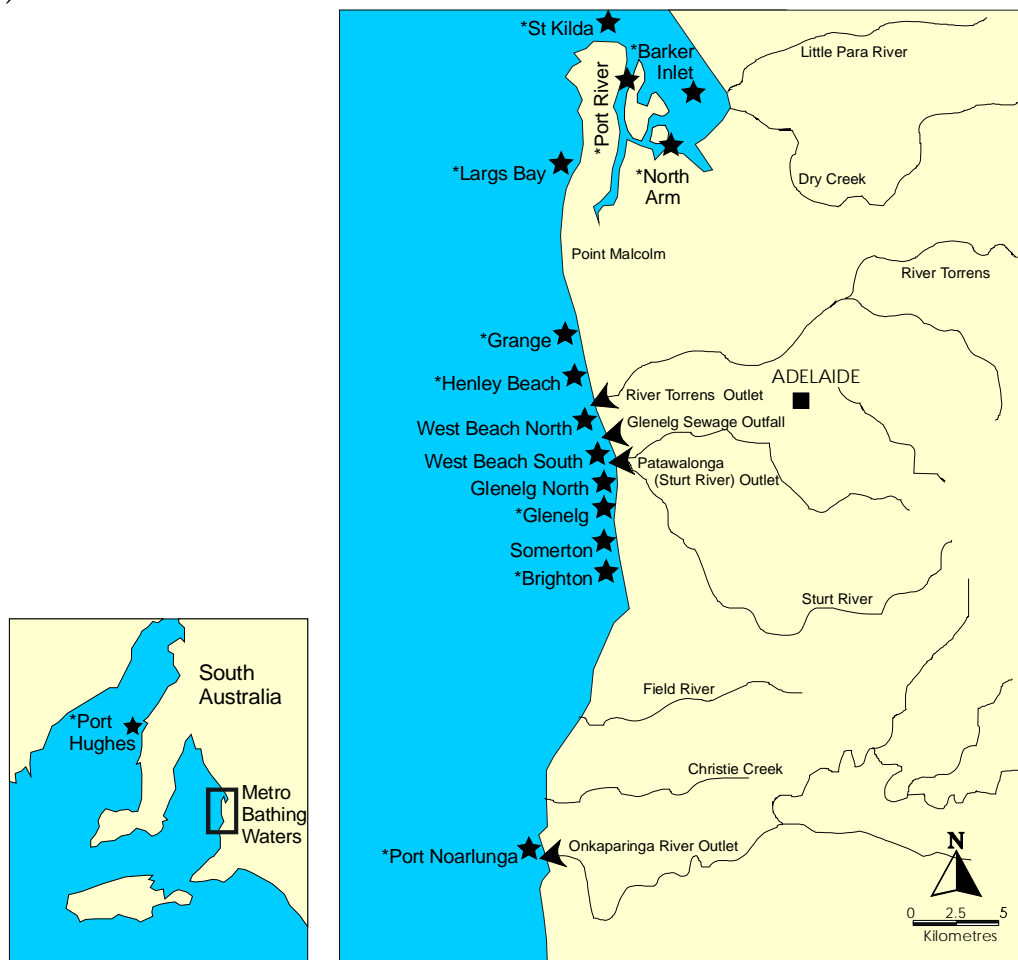 )
*St Kilda
*Barker
Inlet
Little Para River
*Port River
*Largs Bay
*North
Arm
Dry Creek
Point Malcolm
River Torrens
*Grange
ADELAIDE
*Henley Beach
River Torrens Outlet
West Beach North
Glenelg Sewage Outfall
West Beach South
Patawalonga
(Sturt River) Outlet
Glenelg North
*Glenelg
Somerton
*Brighton
Sturt River
Field River
Christie Creek
*Port Noarlunga
Onkaparinga River Outlet
N
0 2.5 5
Kilometres
South
Australia
*Port
Hughes
Metro
Bathing
Waters